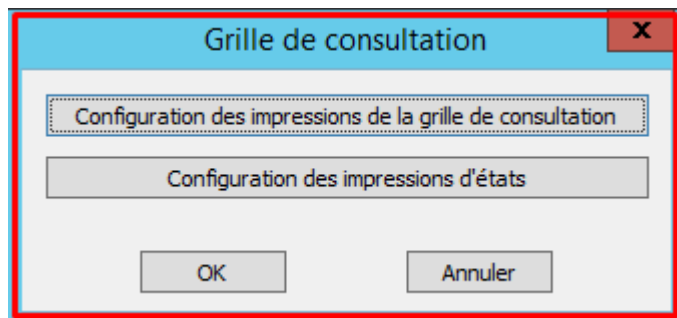 Grille de consultation
x
Configuration des impressions de la grille de consultation
Configuration des impressions d'états
OK
Annuler